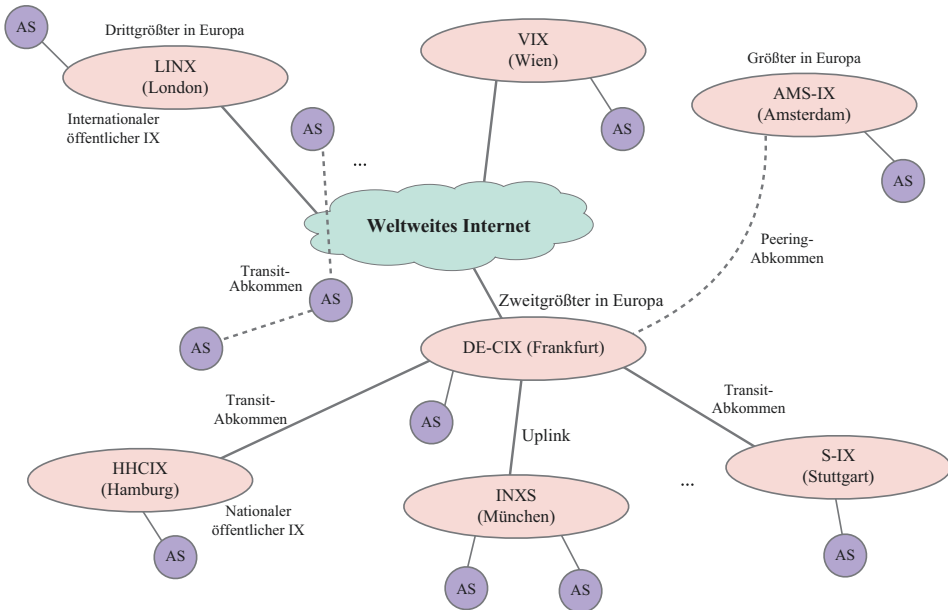 AS
Drittgrößter in Europa
LINX
(London)
Internationaler
öffentlicher IX
AS
...
VIX
(Wien)
AS
Größter in Europa
AMS-IX
(Amsterdam)
AS
Weltweites Internet
Transit-
Abkommen
AS
AS
Peering-
Abkommen
Zweitgrößter in Europa
DE-CIX (Frankfurt)
Transit-
Abkommen
AS
Uplink
Transit-
Abkommen
HHCIX
(Hamburg)
Nationaler
öffentlicher IX
AS
INXS
(München)
AS
AS
...
S-IX
(Stuttgart)
AS